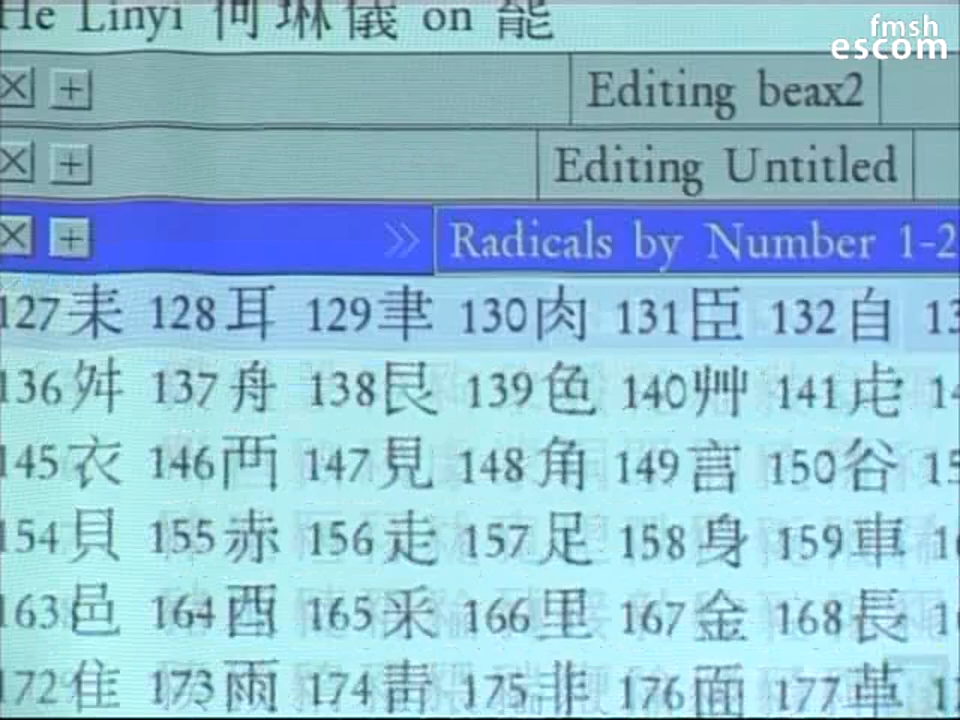 He Linyi 何琳儀 on 能
fmsh
escom
Editing beax2
Editing Untitled
Radicals by Number 1-2
127耒 128耳 129聿 130肉 131臣 132自 13
136舛 137舟 138艮 139色 140艸 141虍 14
145衣 146襾 147見 148角 149言 150谷 15
154貝 155赤 156走 157足 158身 159車 16
163邑 164酉 165釆 166里 167金 168長 16
172隹 173雨 174靑 175非 176面 177革 17